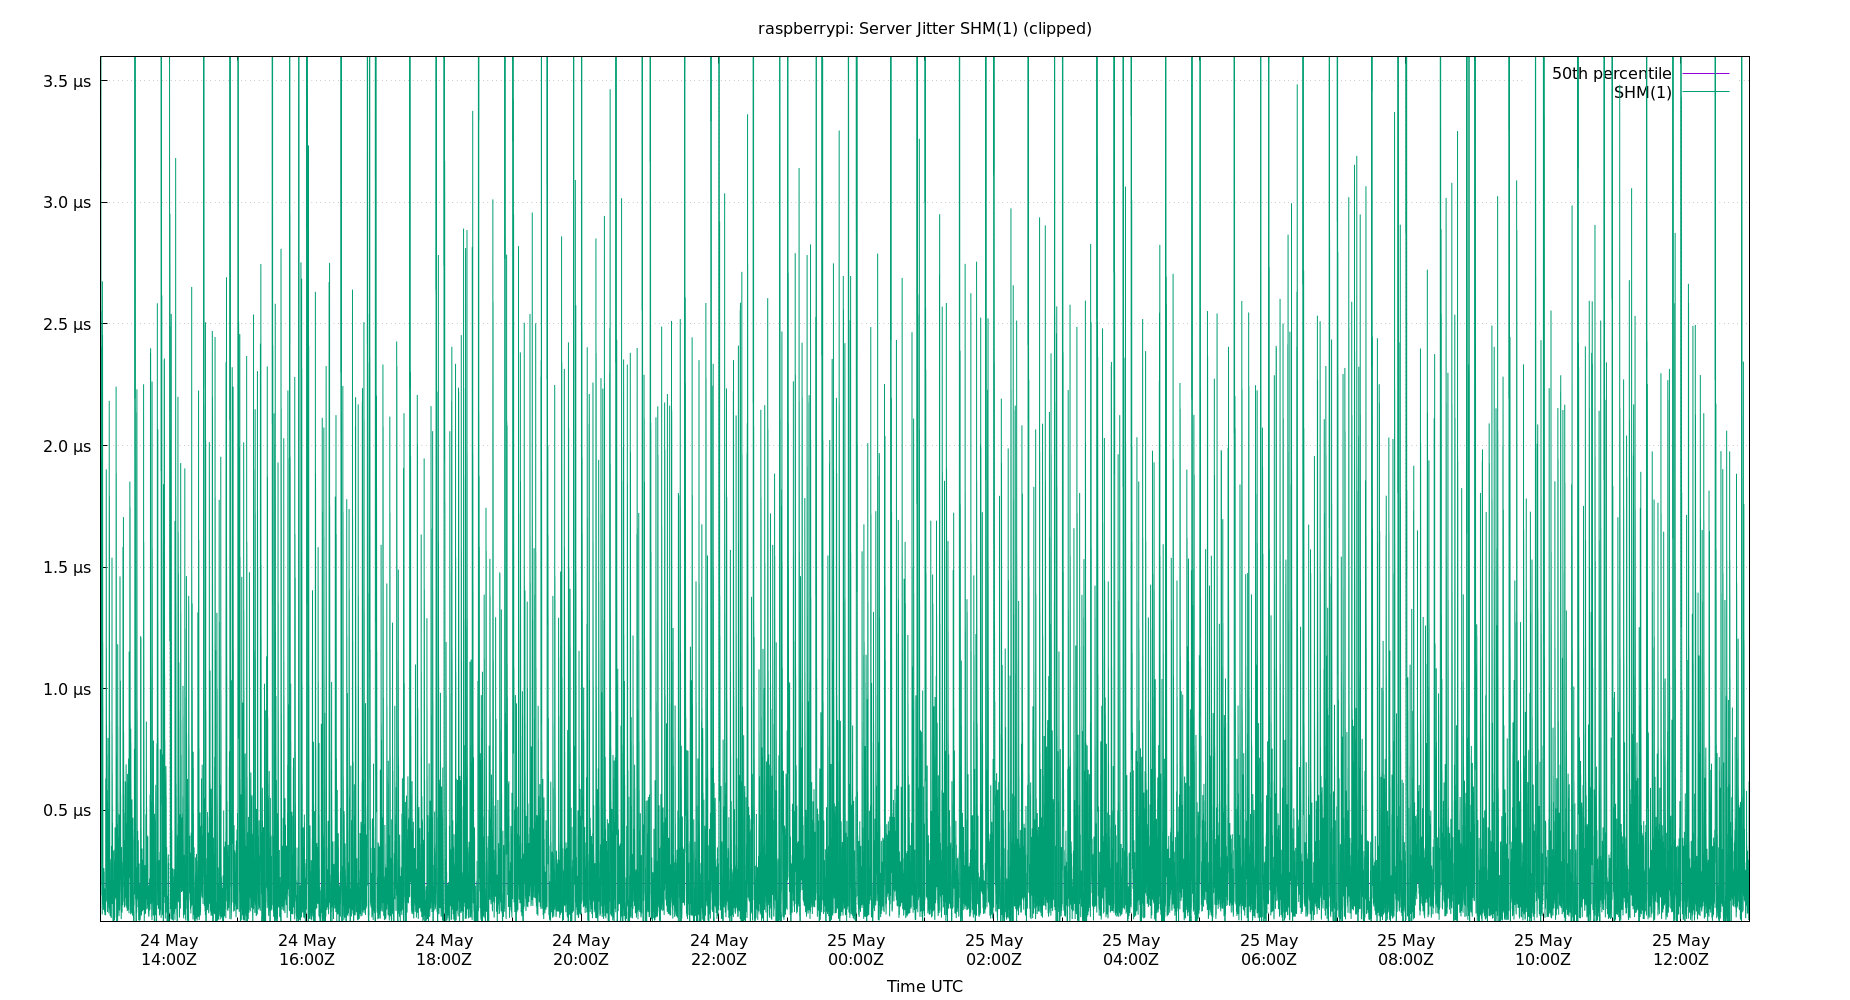 raspberrypi: Server Jitter SHM(1) (clipped)
50th percentile
SHM(1)
3.5 μs
3.0 μs
2.5 μs
2.0 μs
1.5 μs
1.0 μs
0.5 μs
24 May 24 May 24 May 24 May 24 May 25 May 25 May 25 May 25 May 25 May 25 May 25 May
14:00Z 16:00Z 18:00Z 20:00Z 22:00Z 00:00Z 02:00Z 04:00Z 06:00Z 08:00Z 10:00Z 12:00Z
Time UTC